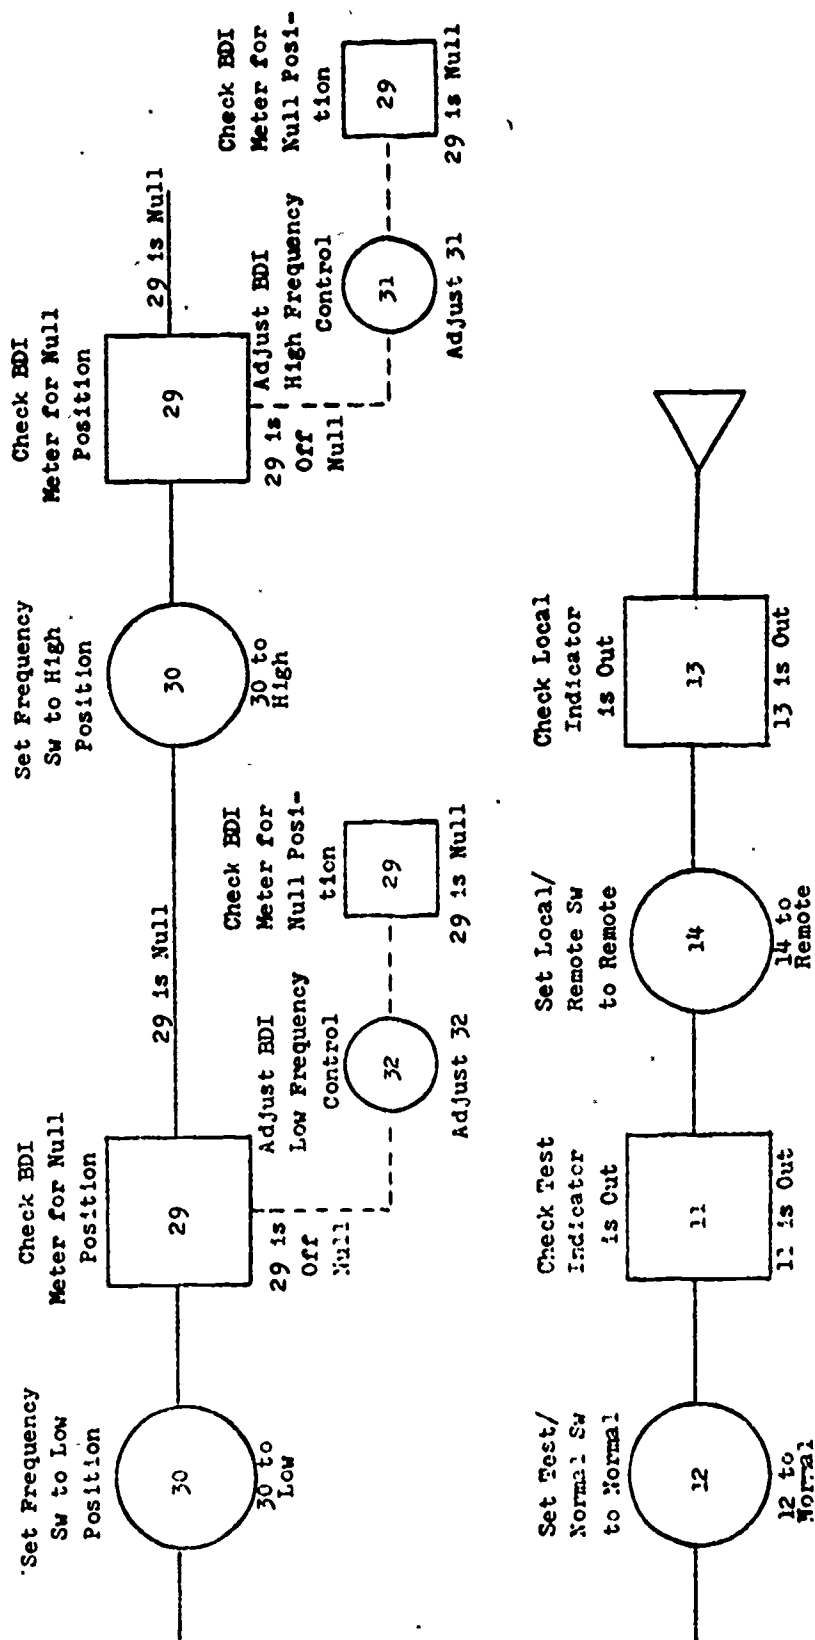 Set Frequency
Sw to Low
Position
30
30 to
Low
Check BDI
Meter for Null
Position
29
29 is
Off
Null
Adjust BDI
Low Frequency
Control
32
Adjust 32
Check BDI
Meter for
Null Posi-
tion
29
29 is Null
29 is Null
Set Frequency
Sw to High
Position
30
30 to
High
Check BDI
Meter for Null
Position
29
29 is
Off
Null
Adjust BDI
High Frequency
Control
31
Adjust 31
Check BDI
Meter for
Null Posi-
tion
29
29 is Null
29 is Null
Set Test/
Normal Sw
to Normal
12
12 to
Normal
Check Test
Indicator
is Out
11
11 is Out
Set Local/
Remote Sw
to Remote
14
14 to
Remote
Check Local
Indicator
is Out
13
13 is Out